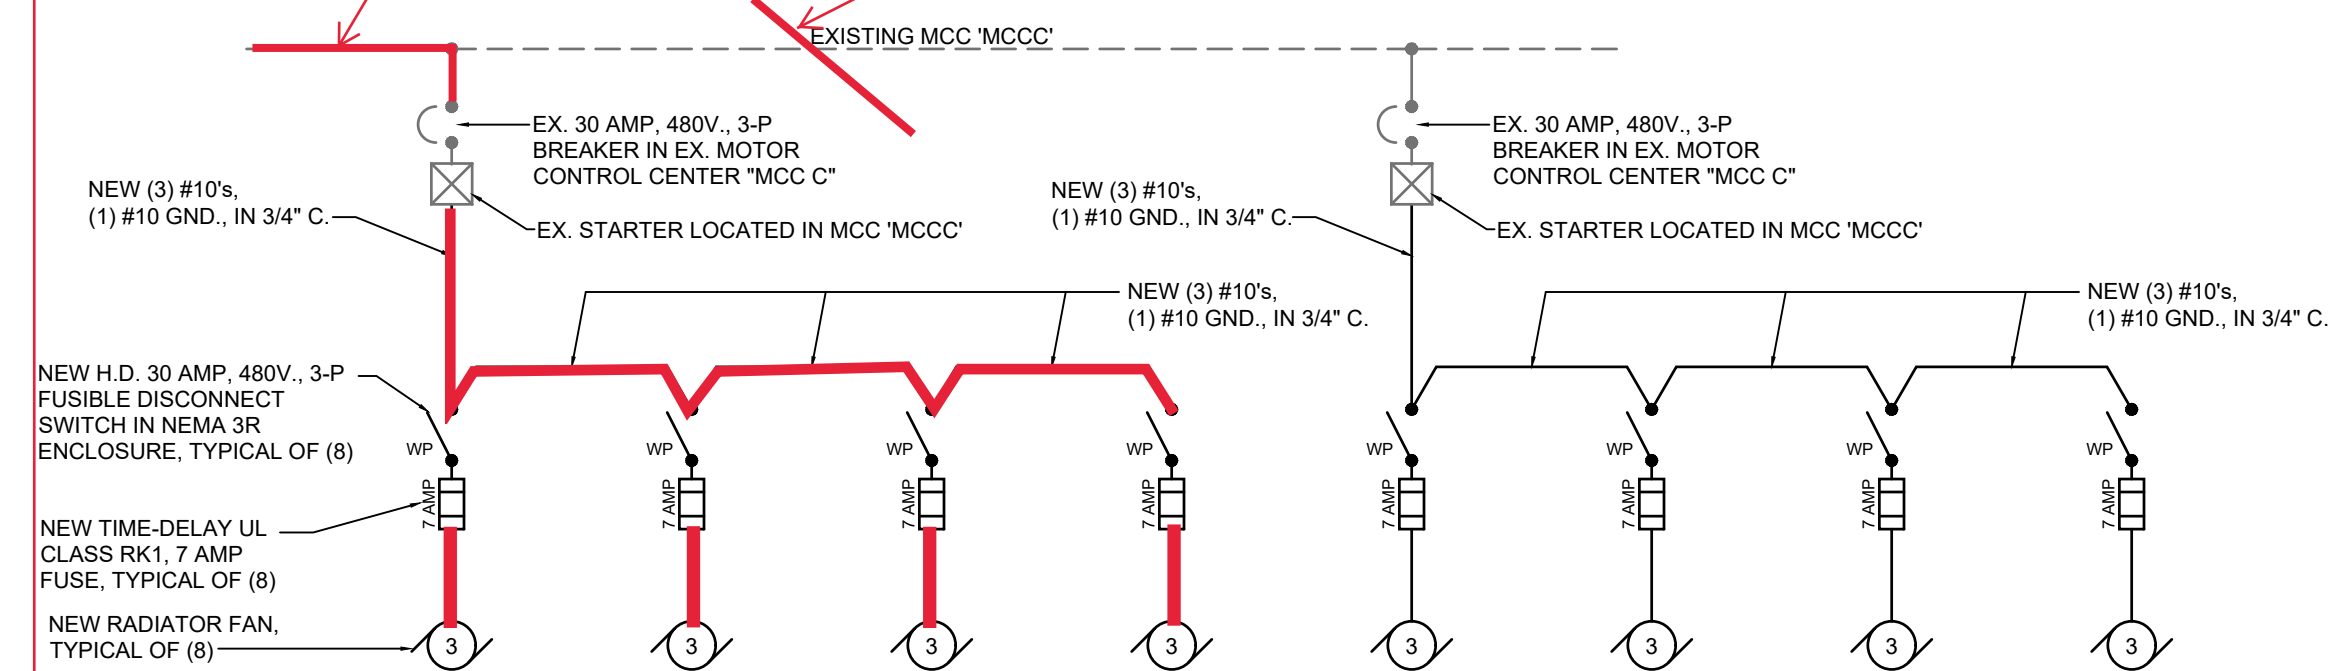 EXISTING MCC 'MCCC'
EX. 30 AMP, 480V., 3-P
BREAKER IN EX. MOTOR
CONTROL CENTER "MCC C"
EX. 30 AMP, 480V., 3-P
BREAKER IN EX. MOTOR
CONTROL CENTER "MCC C"
NEW (3) #10's,
(1) #10 GND., IN 3/4" C.
NEW (3) #10's,
(1) #10 GND., IN 3/4" C.
EX. STARTER LOCATED IN MCC 'MCCC'
EX. STARTER LOCATED IN MCC 'MCCC'
NEW (3) #10's,
(1) #10 GND., IN 3/4" C.
NEW (3) #10's,
(1) #10 GND., IN 3/4" C.
NEW H.D. 30 AMP, 480V., 3-P
FUSIBLE DISCONNECT
SWITCH IN NEMA 3R
ENCLOSURE, TYPICAL OF (8)
WP
WP
WP
WP
WP
WP
WP
WP
7 AMP
7 AMP
7 AMP
7 AMP
7 AMP
7 AMP
7 AMP
7 AMP
NEW TIME-DELAY UL
CLASS RK1, 7 AMP
FUSE, TYPICAL OF (8)
NEW RADIATOR FAN,
TYPICAL OF (8)
3
3
3
3
3
3
3
3